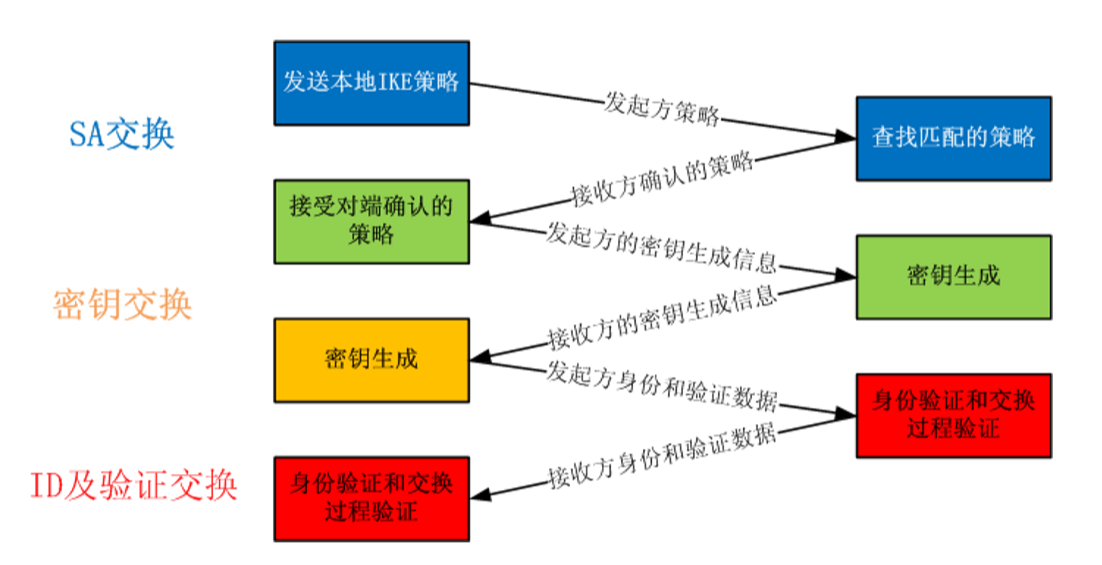 发送本地IKE策略
发起方策略
SA交换
查找匹配的策略
接收方确认的策略
接受对端确认的
策略
发起方的密钥生成信息
密钥生成
密钥交换
接收方的密钥生成信息
密钥生成
发起方身份和验证数据
身份验证和交换
过程验证
接收方身份和验证数据
ID及验证交换
身份验证和交换
过程验证